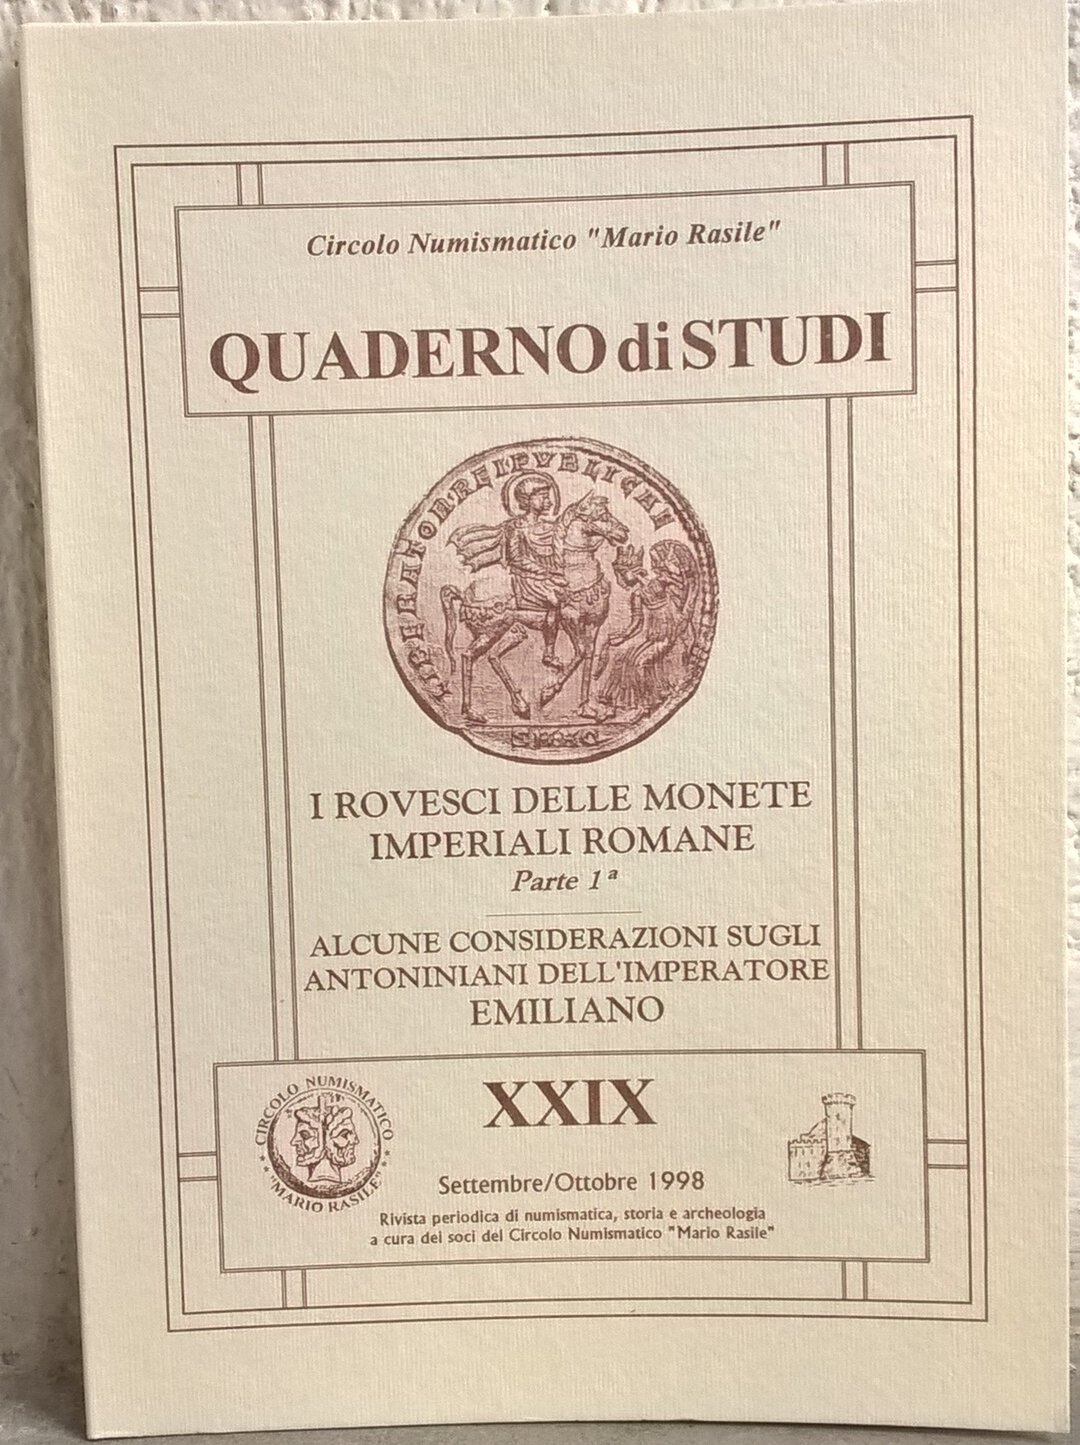 Circolo Numismatico "Mario Rasile"
QUADERNO di STUDI
LIBERATOR REIPUBLICAE
I ROVESCI DELLE MONETE
IMPERIALI ROMANE
Parte 1ª
ALCUNE CONSIDERAZIONI SUGLI
ANTONINIANI DELL'IMPERATORE
EMILIANO
CIRCOLO NUMISMATICO
"MARIO RASILE"
XXIX
Settembre/Ottobre 1998
Rivista periodica di numismatica, storia e archeologia
a cura dei soci del Circolo Numismatico "Mario Rasile"